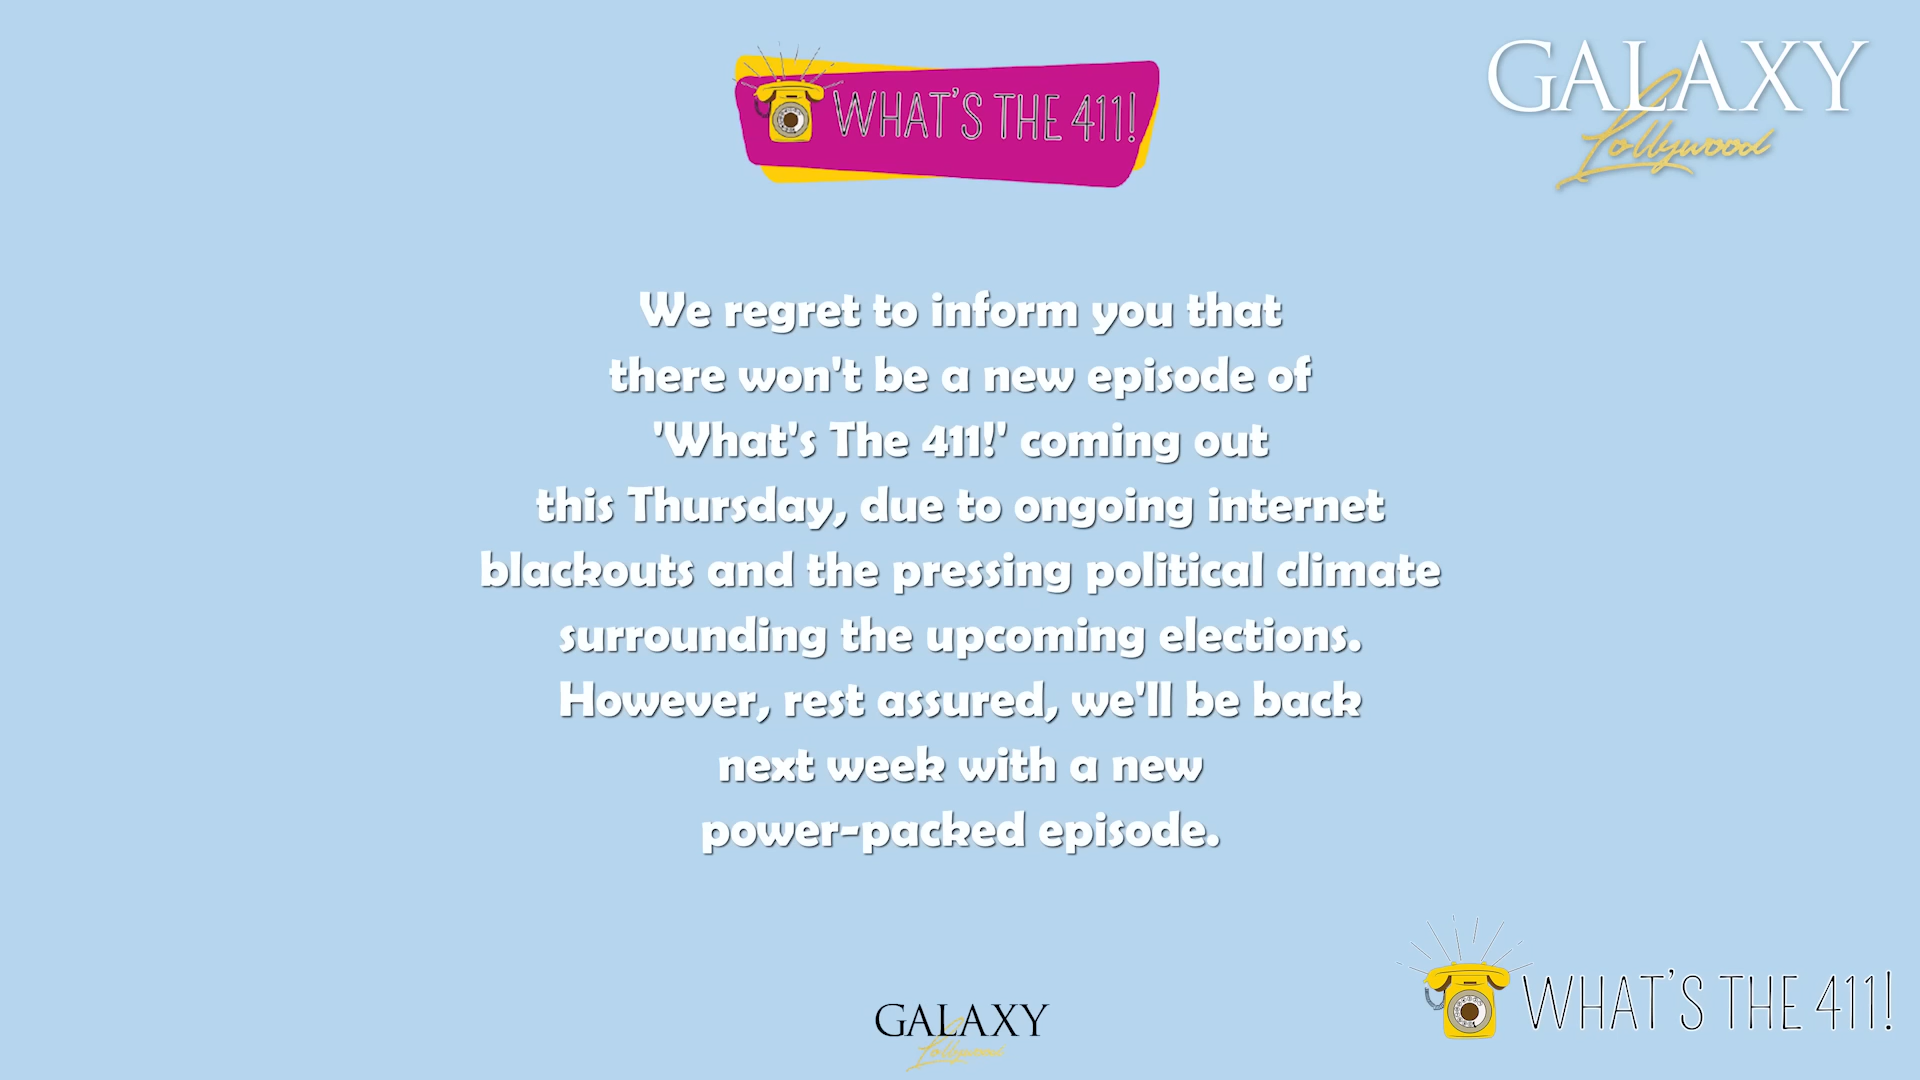 WHAT'S THE 411!
GALAXY
Lollywood
We regret to inform you that
there won't be a new episode of
'What's The 411!' coming out
this Thursday, due to ongoing internet
blackouts and the pressing political climate
surrounding the upcoming elections.
However, rest assured, we'll be back
next week with a new
power-packed episode.
WHAT'S THE 411!
GALAXY
Lollywood